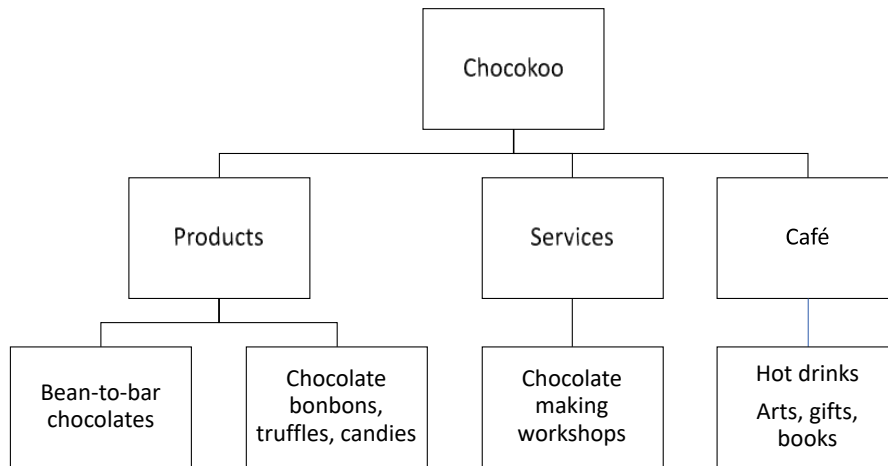 Chocokoo
Products
Services
Café
Bean-to-bar
chocolates
Chocolate
bonbons,
truffles, candies
Chocolate
making
workshops
Hot drinks
Arts, gifts,
books